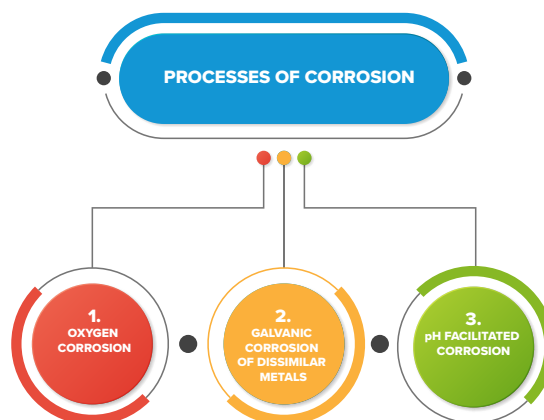 PROCESSES OF CORROSION
1.
OXYGEN
CORROSION
2.
GALVANIC
CORROSION
OF DISSIMILAR
METALS
3.
pH FACILITATED
CORROSION